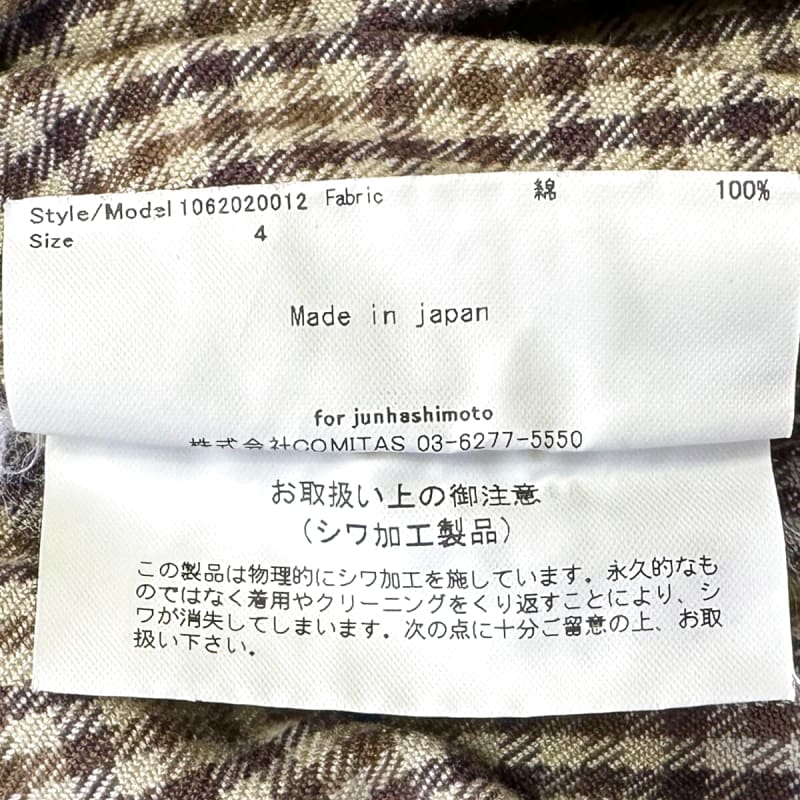 Style/Model 1062020012 Fabric 綿 100%
Size 4
Made in japan
for junhashimoto
株式会社COMITAS 03-6277-5550
お取扱い上の御注意
（シワ加工製品）
この製品は物理的にシワ加工を施しています。永久的なも
のではなく着用やクリーニングをくり返すことにより、シ
ワが消失してしまいます。次の点に十分ご留意の上、お取
扱い下さい。